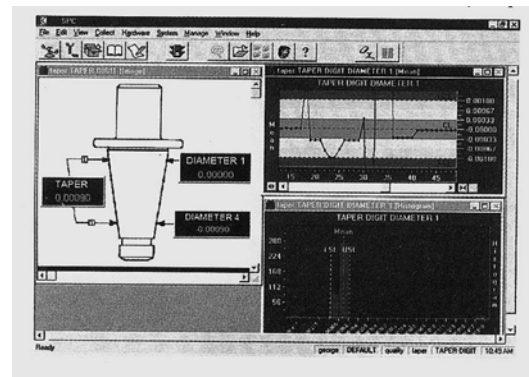 SPC
File Edit View Collect Hardware System Manage Window Help
taper TAPER DIGIT [Image]
DIAMETER 1
0.00000
TAPER
0.00090
DIAMETER 4
-0.00090
taper TAPER DIGIT DIAMETER 1 [Mean]
TAPER DIGIT DIAMETER 1
Mean
0.00100
0.00067
0.00033
-0.00000
-0.00033
-0.00067
-0.00100
15 20 25 30 35 40 45
taper TAPER DIGIT DIAMETER 1 [Histogram]
TAPER DIGIT DIAMETER 1
Mean
LSL USL
280
224
168
112
56
Histogram
Ready
george DEFAULT quality taper TAPER DIGIT 10:49 AM